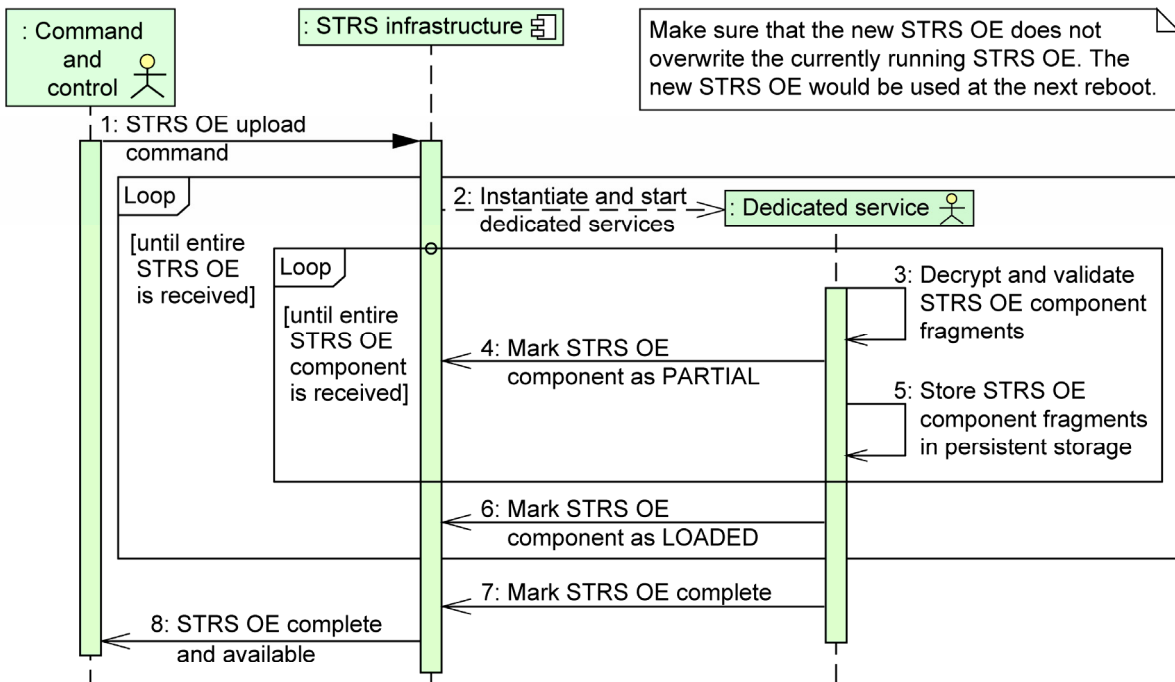 : Command
and
control
: STRS infrastructure
Make sure that the new STRS OE does not
overwrite the currently running STRS OE. The
new STRS OE would be used at the next reboot.
1: STRS OE upload
command
Loop
[until entire
STRS OE
is received]
2: Instantiate and start
dedicated services
: Dedicated service
Loop
[until entire
STRS OE
component
is received]
3: Decrypt and validate
STRS OE component
fragments
4: Mark STRS OE
component as PARTIAL
5: Store STRS OE
component fragments
in persistent storage
6: Mark STRS OE
component as LOADED
7: Mark STRS OE complete
8: STRS OE complete
and available